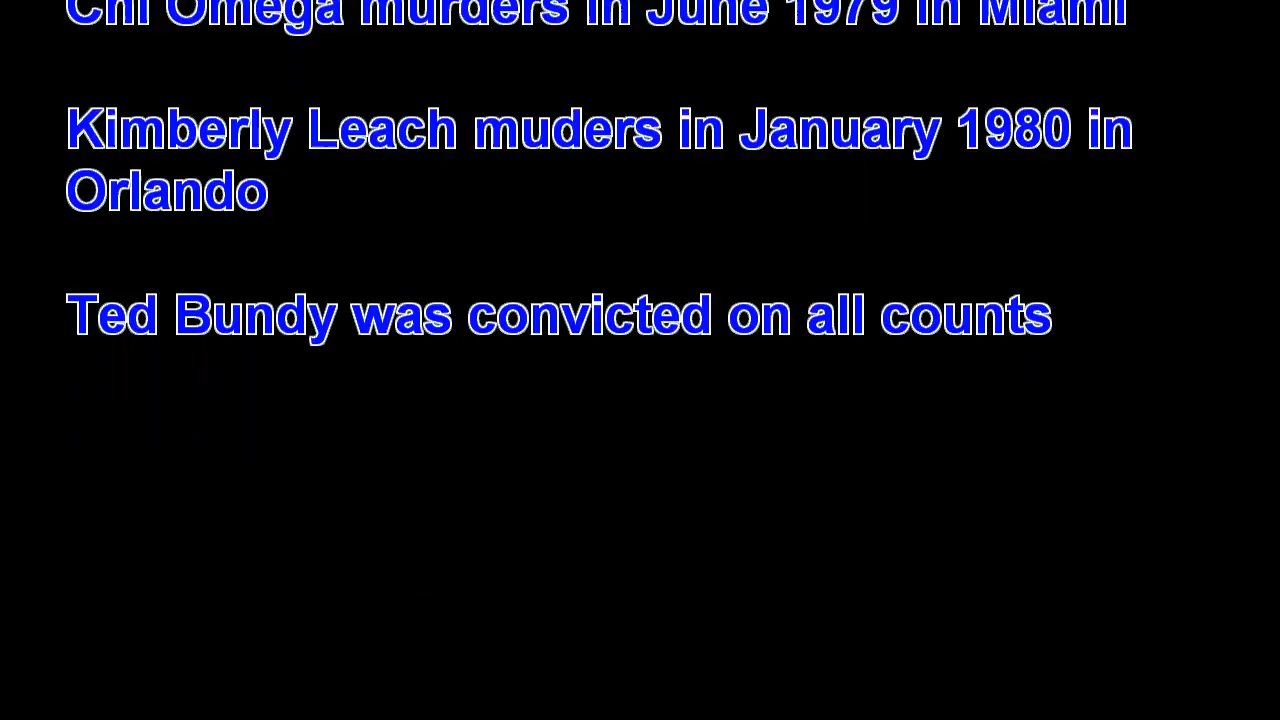 Chi Omega murders in June 1979 in Miami
Kimberly Leach muders in January 1980 in
Orlando
Ted Bundy was convicted on all counts